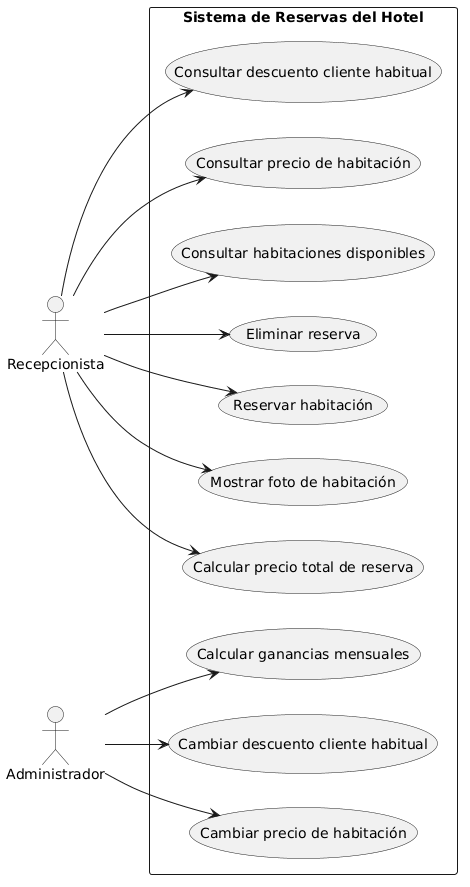 Sistema de Reservas del Hotel
Consultar descuento cliente habitual
Consultar precio de habitación
Consultar habitaciones disponibles
Eliminar reserva
Recepcionista
Reservar habitación
Mostrar foto de habitación
Calcular precio total de reserva
Calcular ganancias mensuales
Cambiar descuento cliente habitual
Administrador
Cambiar precio de habitación